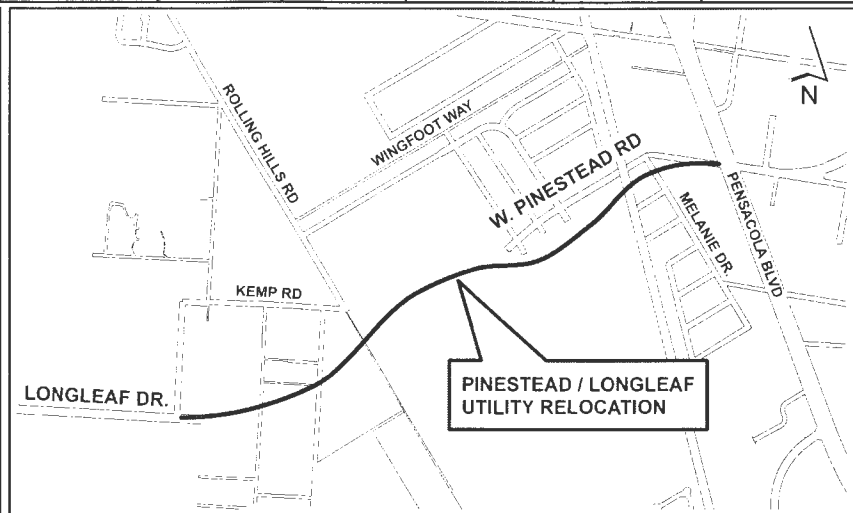 N
ROLLING HILLS RD
WINGFOOT WAY
W. PINESTEAD RD
MELANIE DR.
PENSACOLA BLVD
KEMP RD
LONGLEAF DR.
PINESTEAD / LONGLEAF
UTILITY RELOCATION